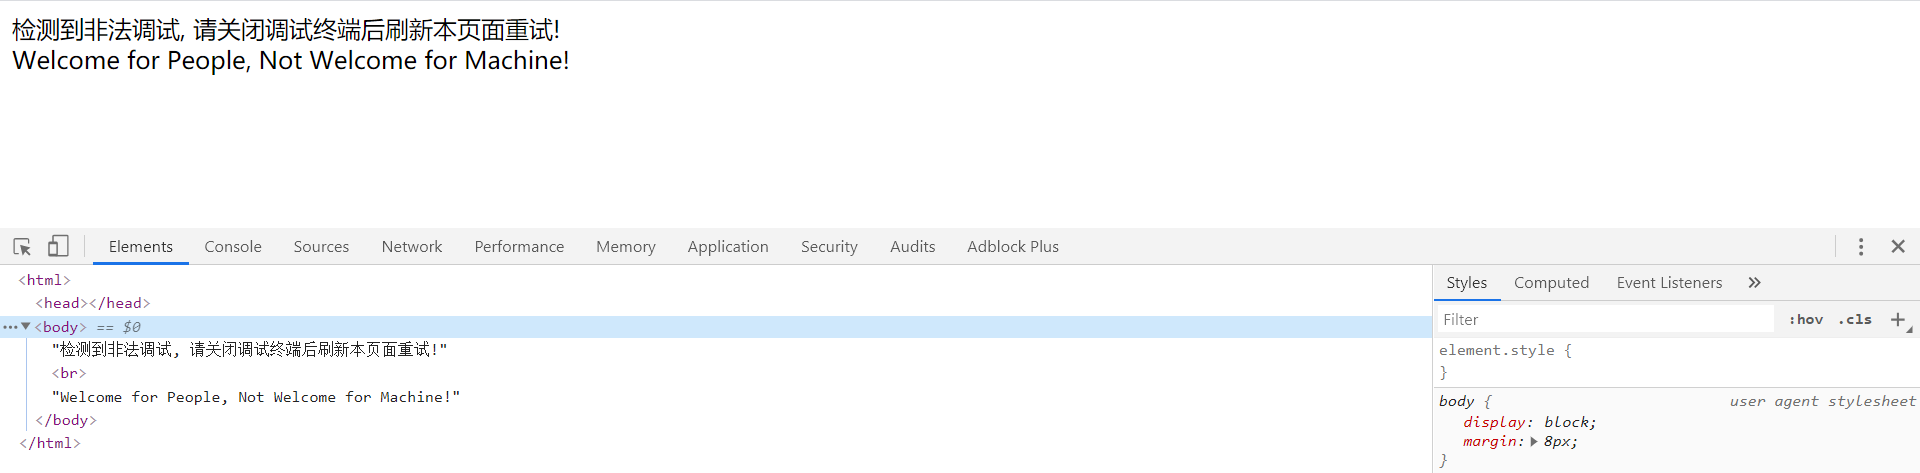 检测到非法调试, 请关闭调试终端后刷新本页面重试!
Welcome for People, Not Welcome for Machine!
Elements Console Sources Network Performance Memory Application Security Audits Adblock Plus
<html>
<head></head>
<body> == $0
"检测到非法调试, 请关闭调试终端后刷新本页面重试!"
<br>
"Welcome for People, Not Welcome for Machine!"
</body>
</html>
Styles Computed Event Listeners »
Filter :hov .cls +
element.style {
}
body { user agent stylesheet
display: block;
margin: 8px;
}